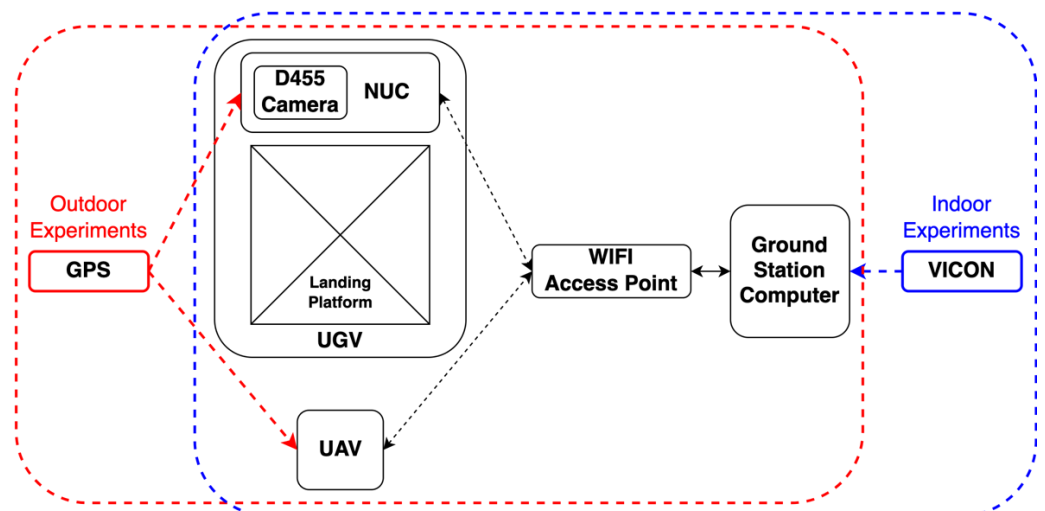 D455
Camera
NUC
Outdoor
Experiments
GPS
Landing
Platform
UGV
UAV
WIFI
Access Point
Ground
Station
Computer
Indoor
Experiments
VICON